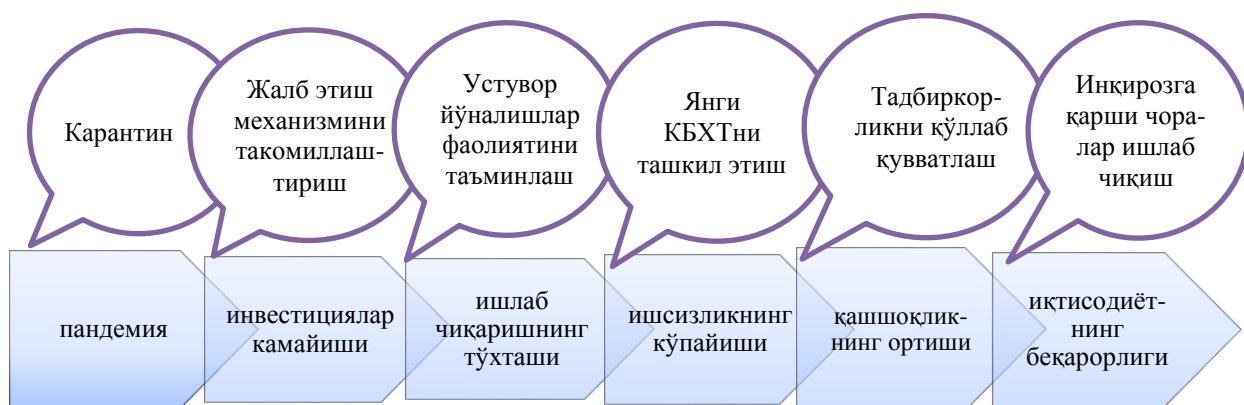 Карантин
Жалб этиш
механизмини
такомиллаш-
тириш
Устувор
йўналишлар
фаолиятини
таъминлаш
Янги
КБХТни
ташкил этиш
Тадбиркор-
ликни қўллаб
қувватлаш
Инқирозга
қарши чора-
лар ишлаб
чиқиш
пандемия
инвестициялар
камайиши
ишлаб
чиқаришнинг
тўхташи
ишсизликнинг
кўпайиши
қашшоқлик-
нинг ортиши
иқтисодиёт-
нинг
беқарорлиги